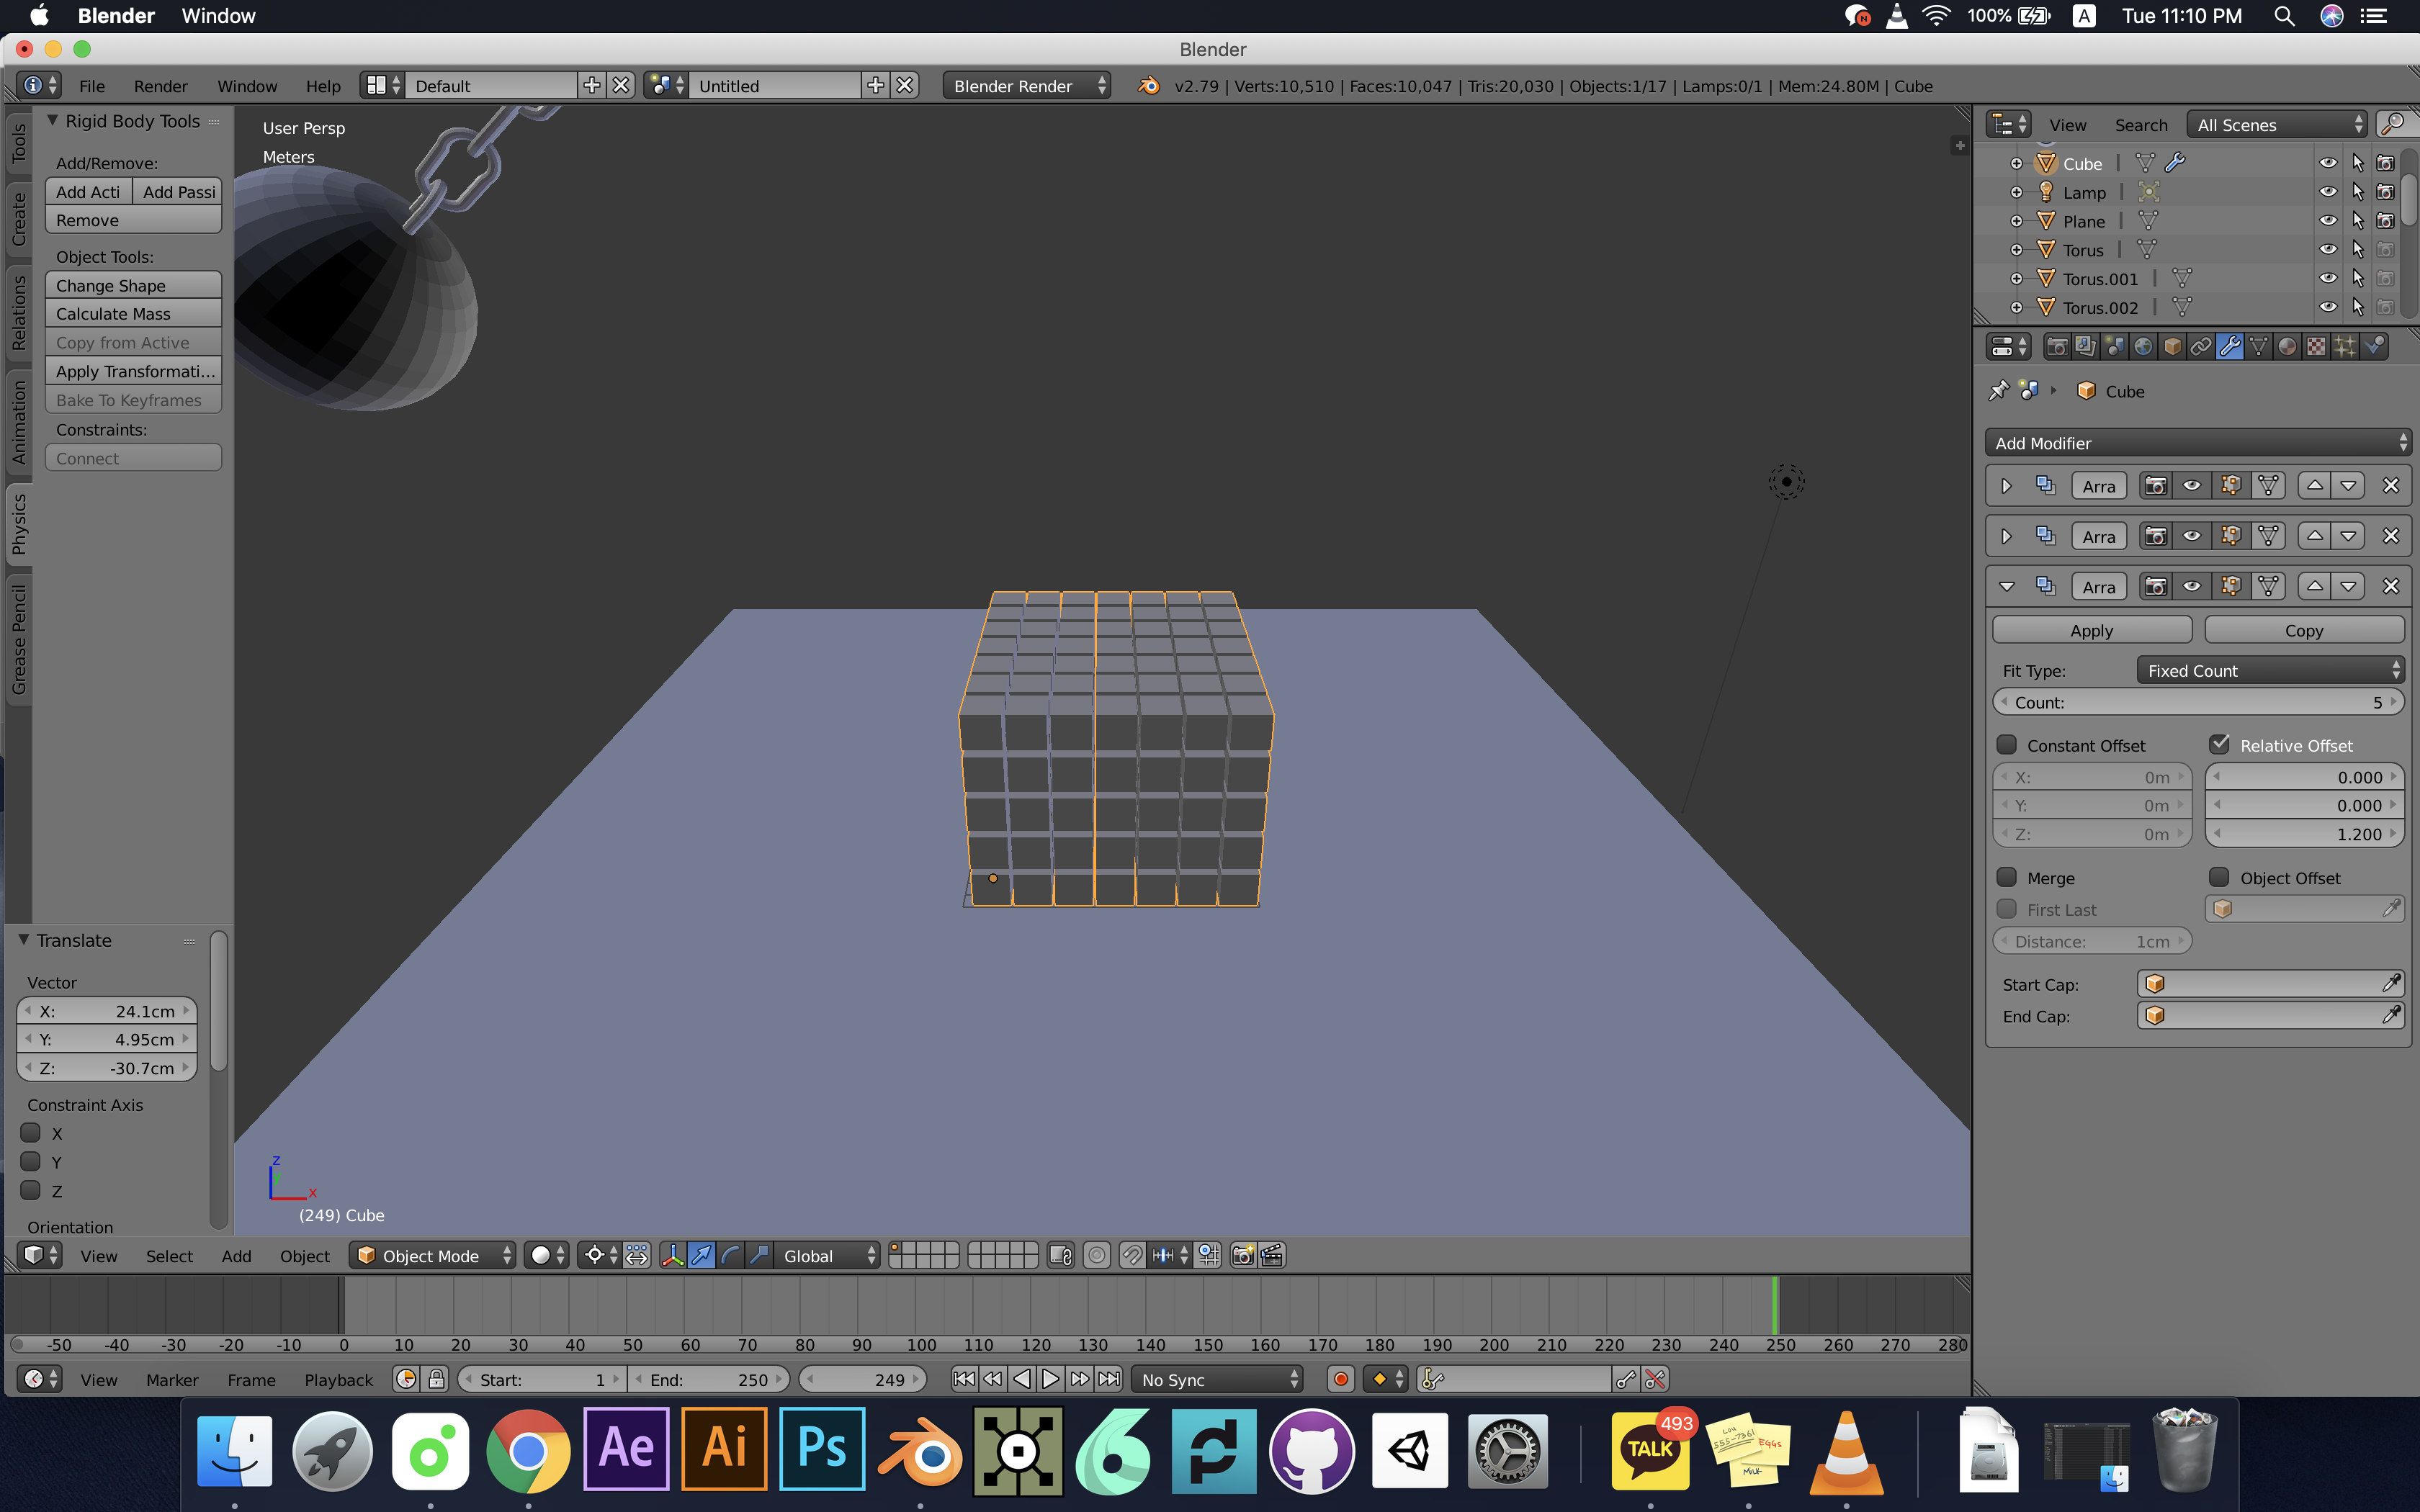 Blender Window 100% A Tue 11:10 PM
Blender
File Render Window Help Default Untitled Blender Render v2.79 | Verts:10,510 | Faces:10,047 | Tris:20,030 | Objects:1/17 | Lamps:0/1 | Mem:24.80M | Cube
Tools
Create
Relations
Animation
Physics
Grease Pencil
Rigid Body Tools
Add/Remove:
Add Acti Add Passi
Remove
Object Tools:
Change Shape
Calculate Mass
Copy from Active
Apply Transformati...
Bake To Keyframes
Constraints:
Connect
Translate
Vector
X: 24.1cm
Y: 4.95cm
Z: -30.7cm
Constraint Axis
X
Y
Z
Orientation
User Persp
Meters
z
x
(249) Cube
View Search All Scenes
Cube
Lamp
Plane
Torus
Torus.001
Torus.002
Cube
Add Modifier
Arra
Arra
Arra
Apply Copy
Fit Type: Fixed Count
Count: 5
Constant Offset Relative Offset
X: 0m 0.000
Y: 0m 0.000
Z: 0m 1.200
Merge Object Offset
First Last
Distance: 1cm
Start Cap:
End Cap:
View Select Add Object Object Mode Global
-50 -40 -30 -20 -10 0 10 20 30 40 50 60 70 80 90 100 110 120 130 140 150 160 170 180 190 200 210 220 230 240 250 260 270 280
View Marker Frame Playback Start: 1 End: 250 249 No Sync
Ae Ai Ps TALK 493
Lou
555-7361
EGGS
MILK